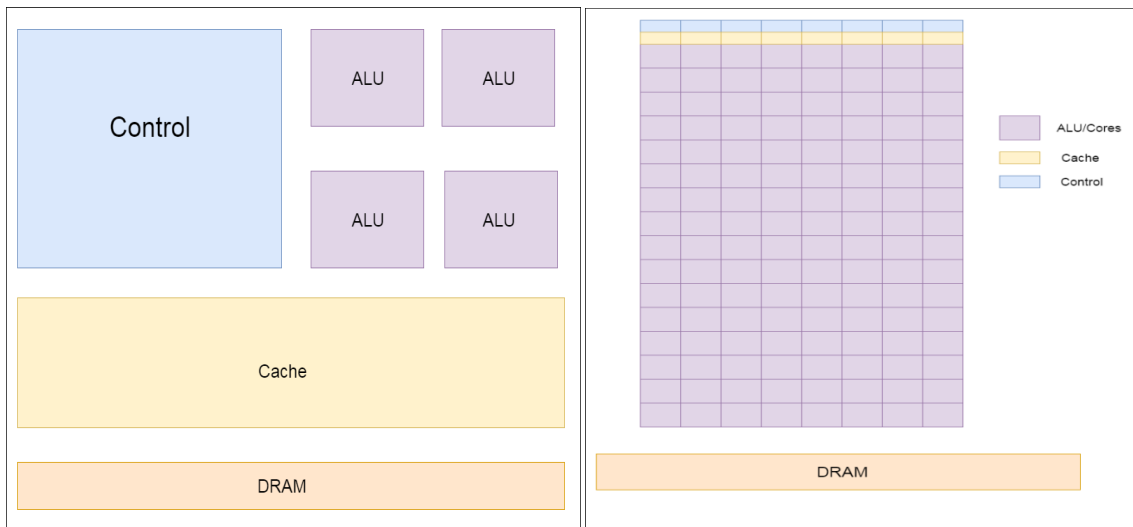 Control
ALU
ALU
ALU
ALU
Cache
DRAM
ALU/Cores
Cache
Control
DRAM